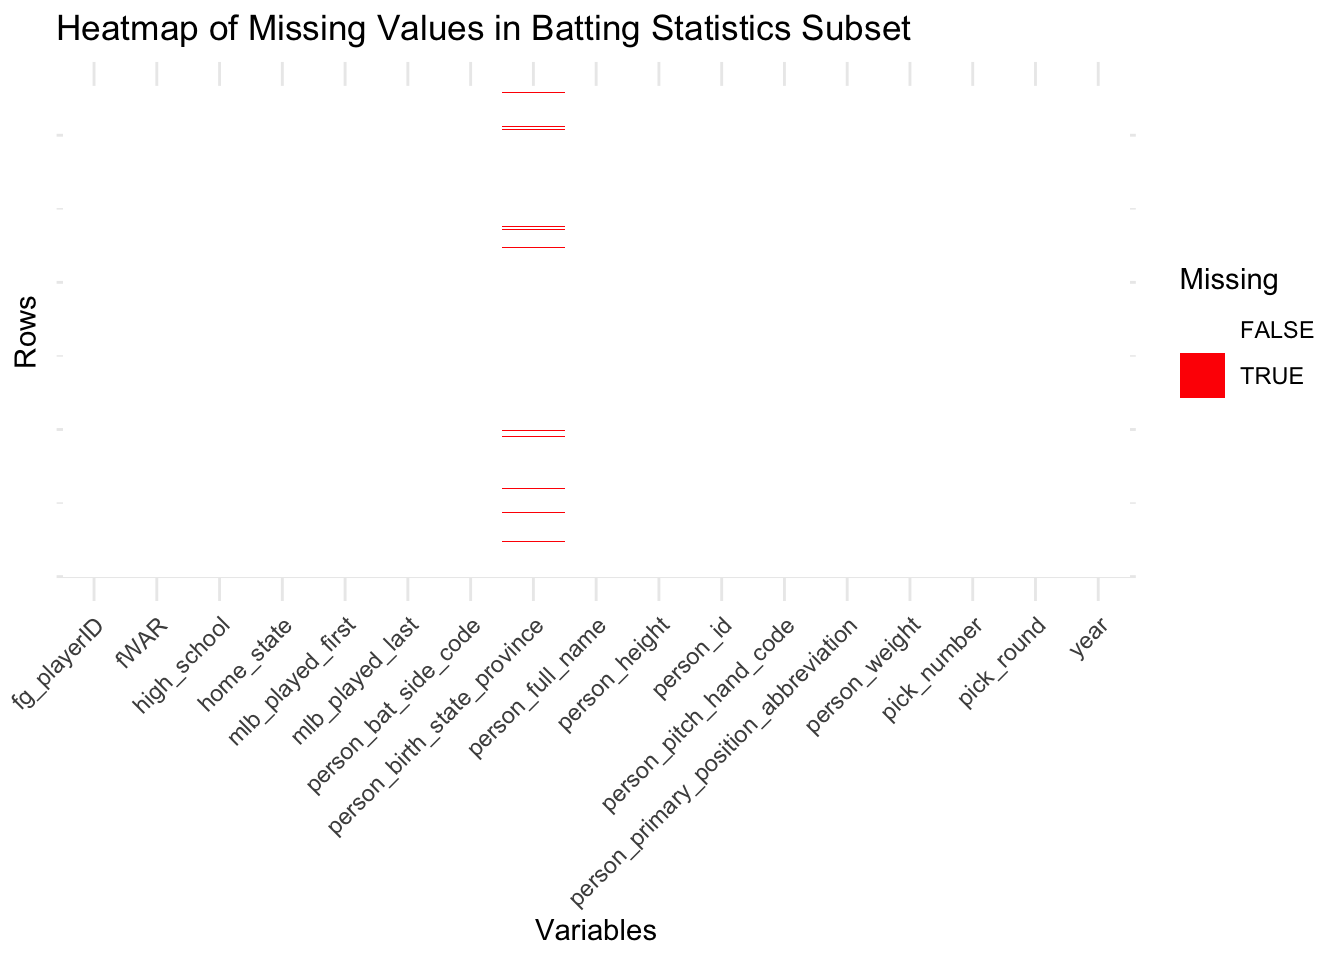 Heatmap of Missing Values in Batting Statistics Subset
Rows
Missing
FALSE
TRUE
fg_playerID
fWAR
high_school
home_state
mlb_played_first
mlb_played_last
person_bat_side_code
person_birth_state_province
person_full_name
person_height
person_id
person_pitch_hand_code
person_primary_position_abbreviation
person_weight
pick_number
pick_round
year
Variables